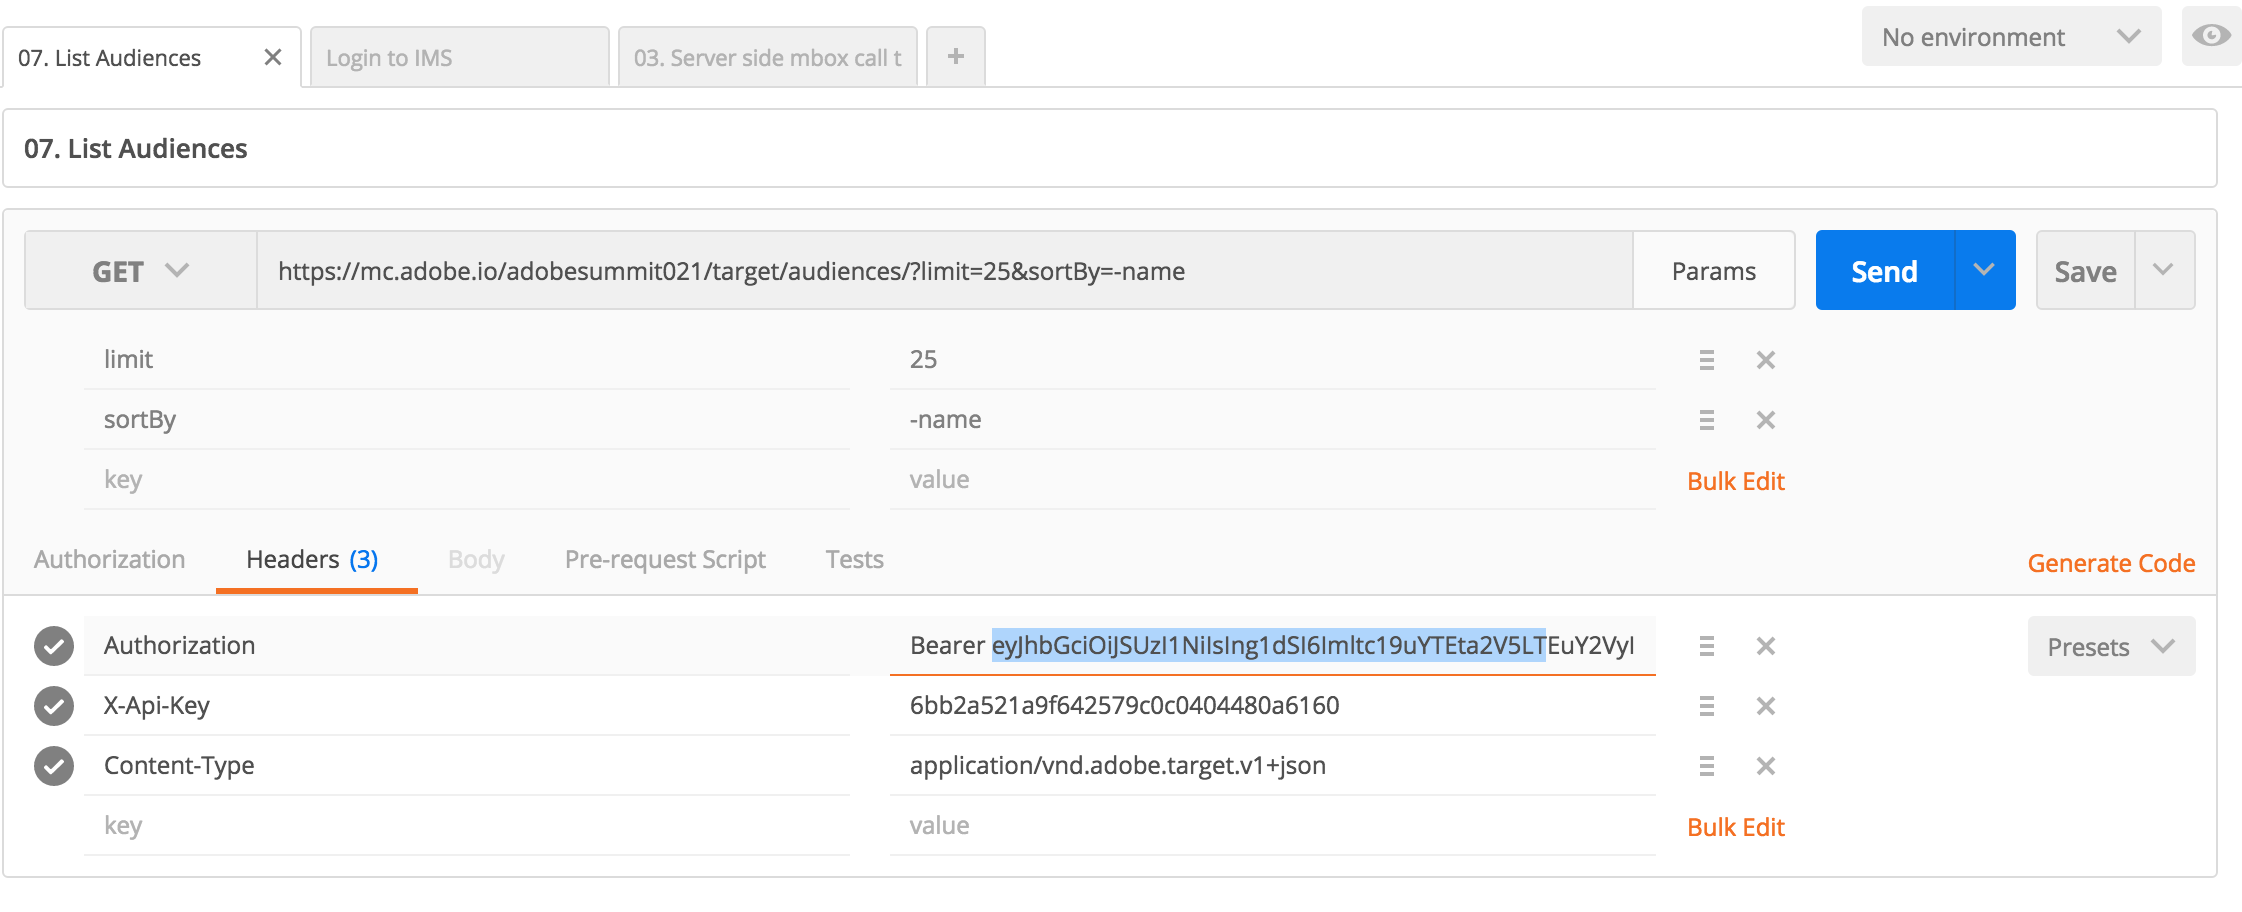 07. List Audiences
Login to IMS
03. Server side mbox call t
No environment
07. List Audiences
GET
https://mc.adobe.io/adobesummit021/target/audiences/?limit=25&sortBy=-name
Params
Send
Save
limit 25
sortBy -name
key value
Bulk Edit
Authorization Headers (3) Body Pre-request Script Tests
Generate Code
Authorization Bearer eyJhbGciOiJSUzI1NiIsIng1dSI6Imltc19uYTEta2V5LTEuY2VyI
Presets
X-Api-Key 6bb2a521a9f642579c0c0404480a6160
Content-Type application/vnd.adobe.target.v1+json
key value
Bulk Edit